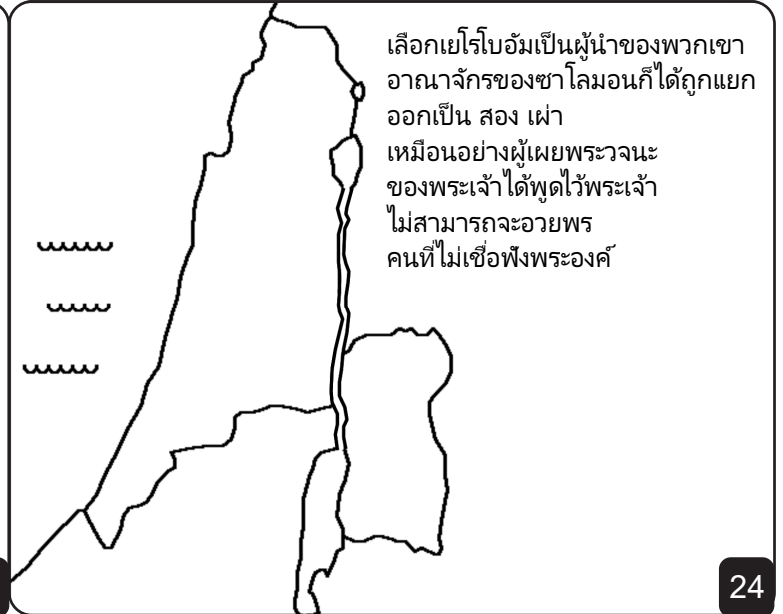 เลือกเยโรโบอัมเป็นผู้นำของพวกเขา
อาณาจักรของซาโลมอนก็ได้ถูกแยก
ออกเป็น สอง เผ่า
เหมือนอย่างผู้เผยพระวจนะ
ของพระเจ้าได้พูดไว้พระเจ้า
ไม่สามารถจะอวยพร
คนที่ไม่เชื่อฟังพระองค์
24